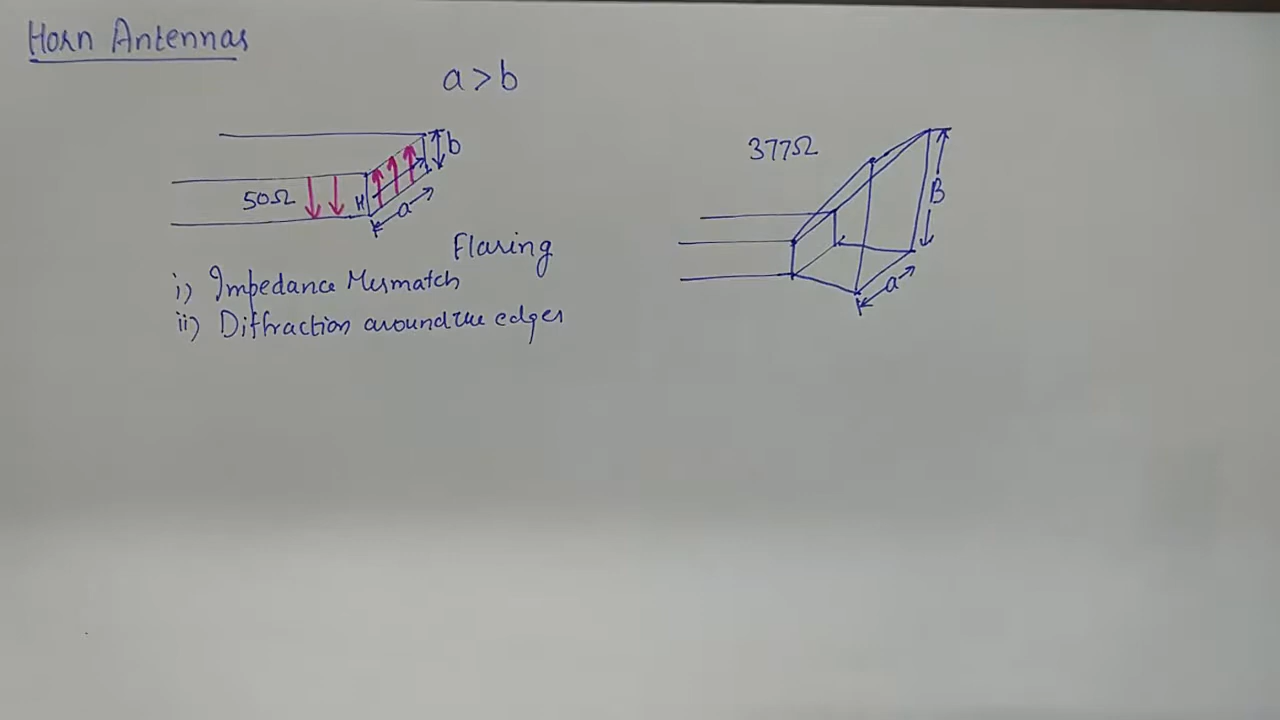 Horn Antennas
a > b
b
50Ω
H
a
Flaring
i) Impedance Mismatch
ii) Diffraction around the edges
377Ω
B
a